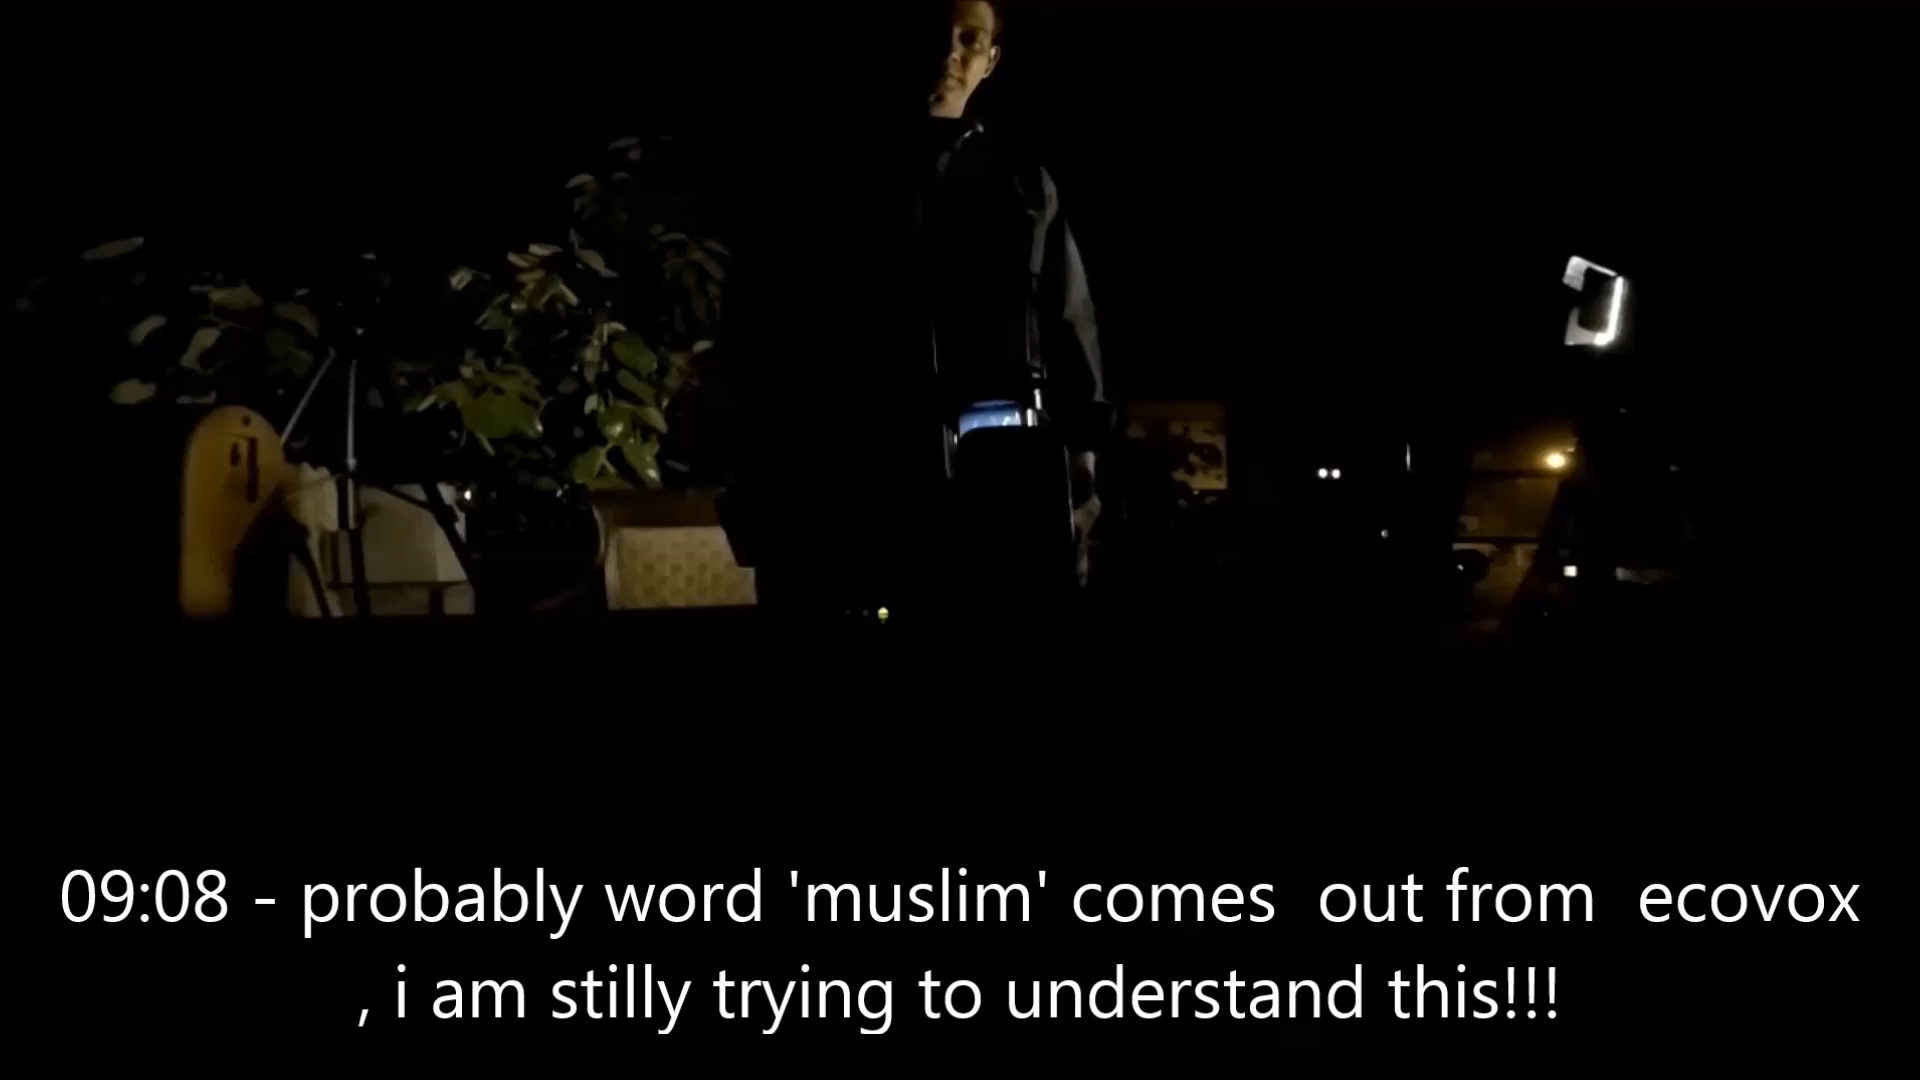 09:08 - probably word 'muslim' comes  out from  ecovox
, i am stilly trying to understand this!!!